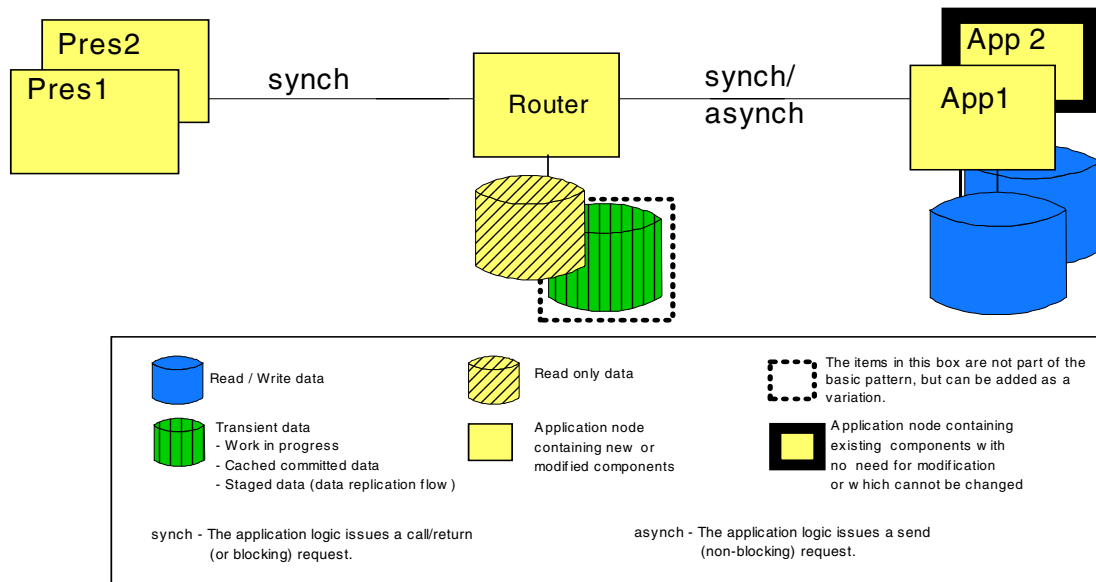 Pres2
Pres1
synch
Router
synch/
asynch
App 2
App1
Read / Write data
Read only data
The items in this box are not part of the
basic pattern, but can be added as a
variation.
Transient data
- Work in progress
- Cached committed data
- Staged data (data replication flow )
Application node
containing new or
modified components
Application node containing
existing components with
no need for modification
or which cannot be changed
synch - The application logic issues a call/return
(or blocking) request.
asynch - The application logic issues a send
(non-blocking) request.